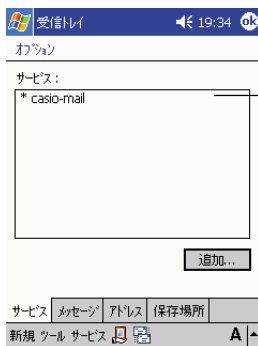 受信トレイ 19:34 ok
オプション
サービス:
* casio-mail
追加...
サービス メッセージ アドレス 保存場所
新規 ツール サービス A